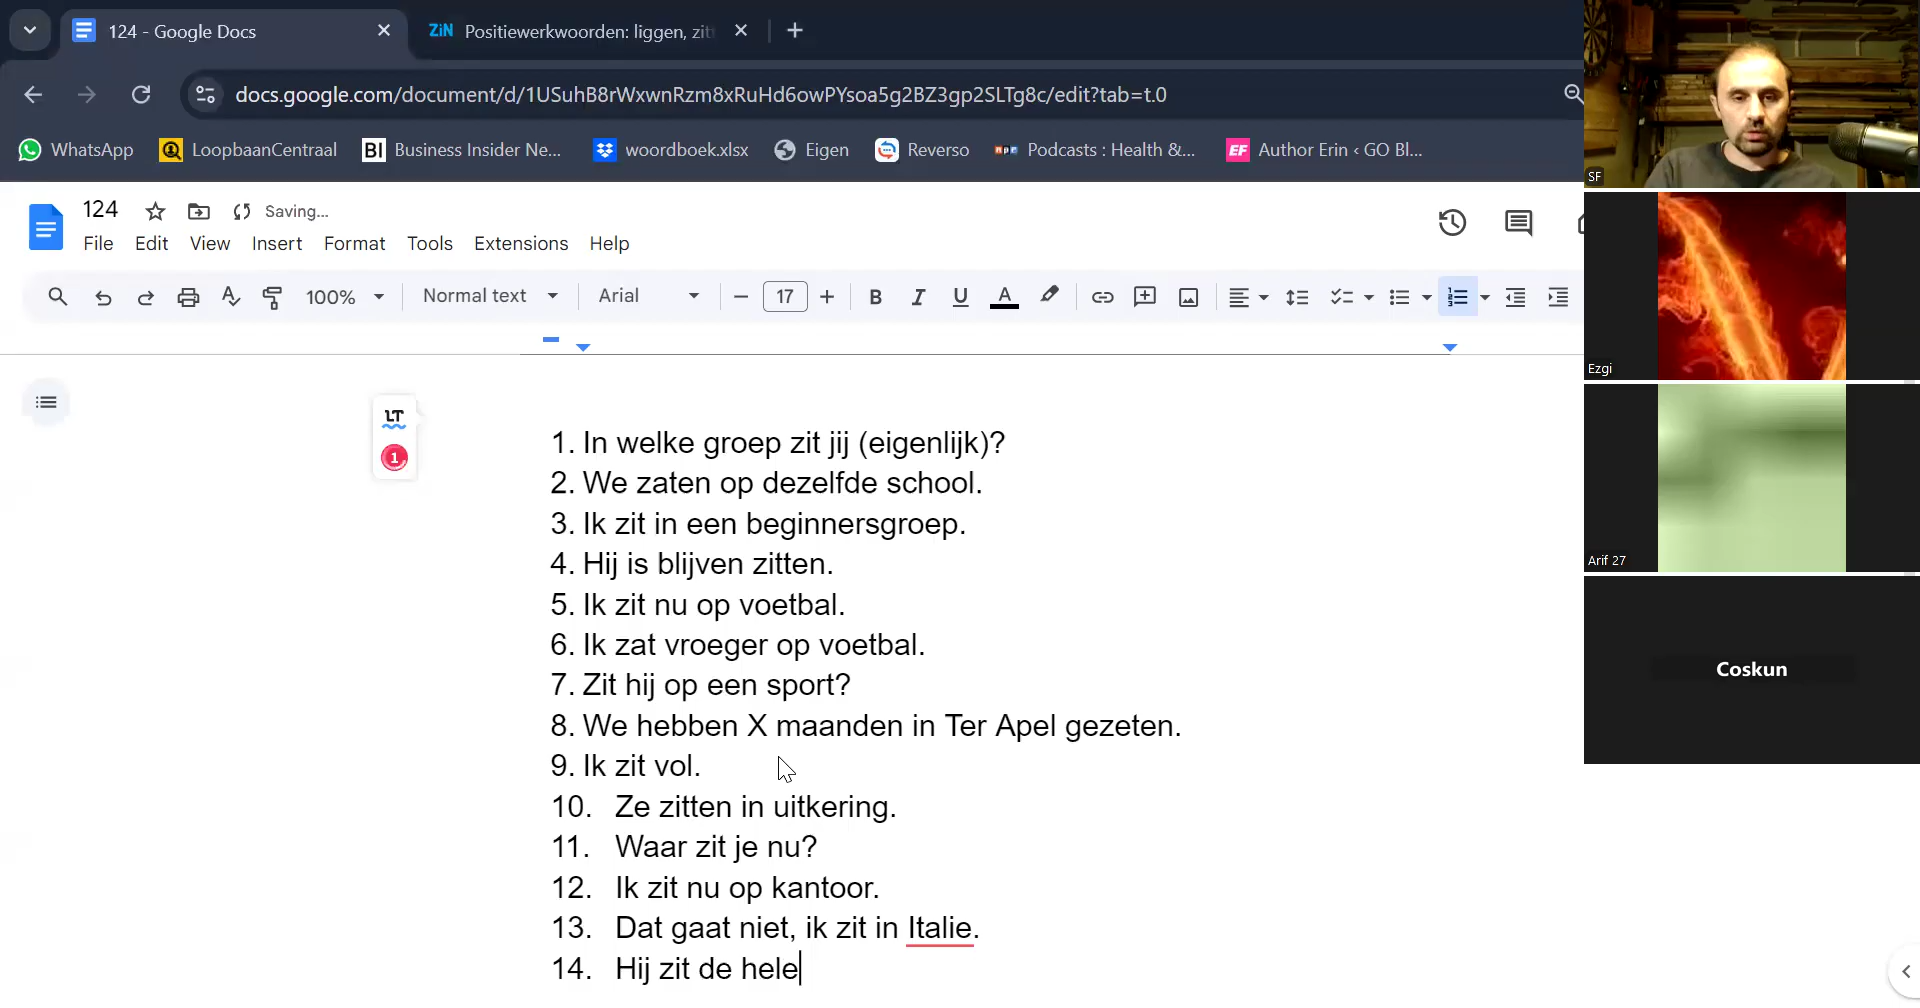 124 - Google Docs
ZiN Positiewerkwoorden: liggen, zit
docs.google.com/document/d/1USuhB8rWxwnRzm8xRuHd6owPYsoa5g2BZ3gp2SLTg8c/edit?tab=t.0
WhatsApp LoopbaanCentraal BI Business Insider Ne... woordboek.xlsx Eigen Reverso npr Podcasts : Health &... EF Author Erin ‹ GO Bl...
124 Saving...
File Edit View Insert Format Tools Extensions Help
100% Normal text Arial 17 B I U A
LT
1
1. In welke groep zit jij (eigenlijk)?
2. We zaten op dezelfde school.
3. Ik zit in een beginnersgroep.
4. Hij is blijven zitten.
5. Ik zit nu op voetbal.
6. Ik zat vroeger op voetbal.
7. Zit hij op een sport?
8. We hebben X maanden in Ter Apel gezeten.
9. Ik zit vol.
10. Ze zitten in uitkering.
11. Waar zit je nu?
12. Ik zit nu op kantoor.
13. Dat gaat niet, ik zit in Italie.
14. Hij zit de hele
SF
Ezgi
Arif 27
Coskun